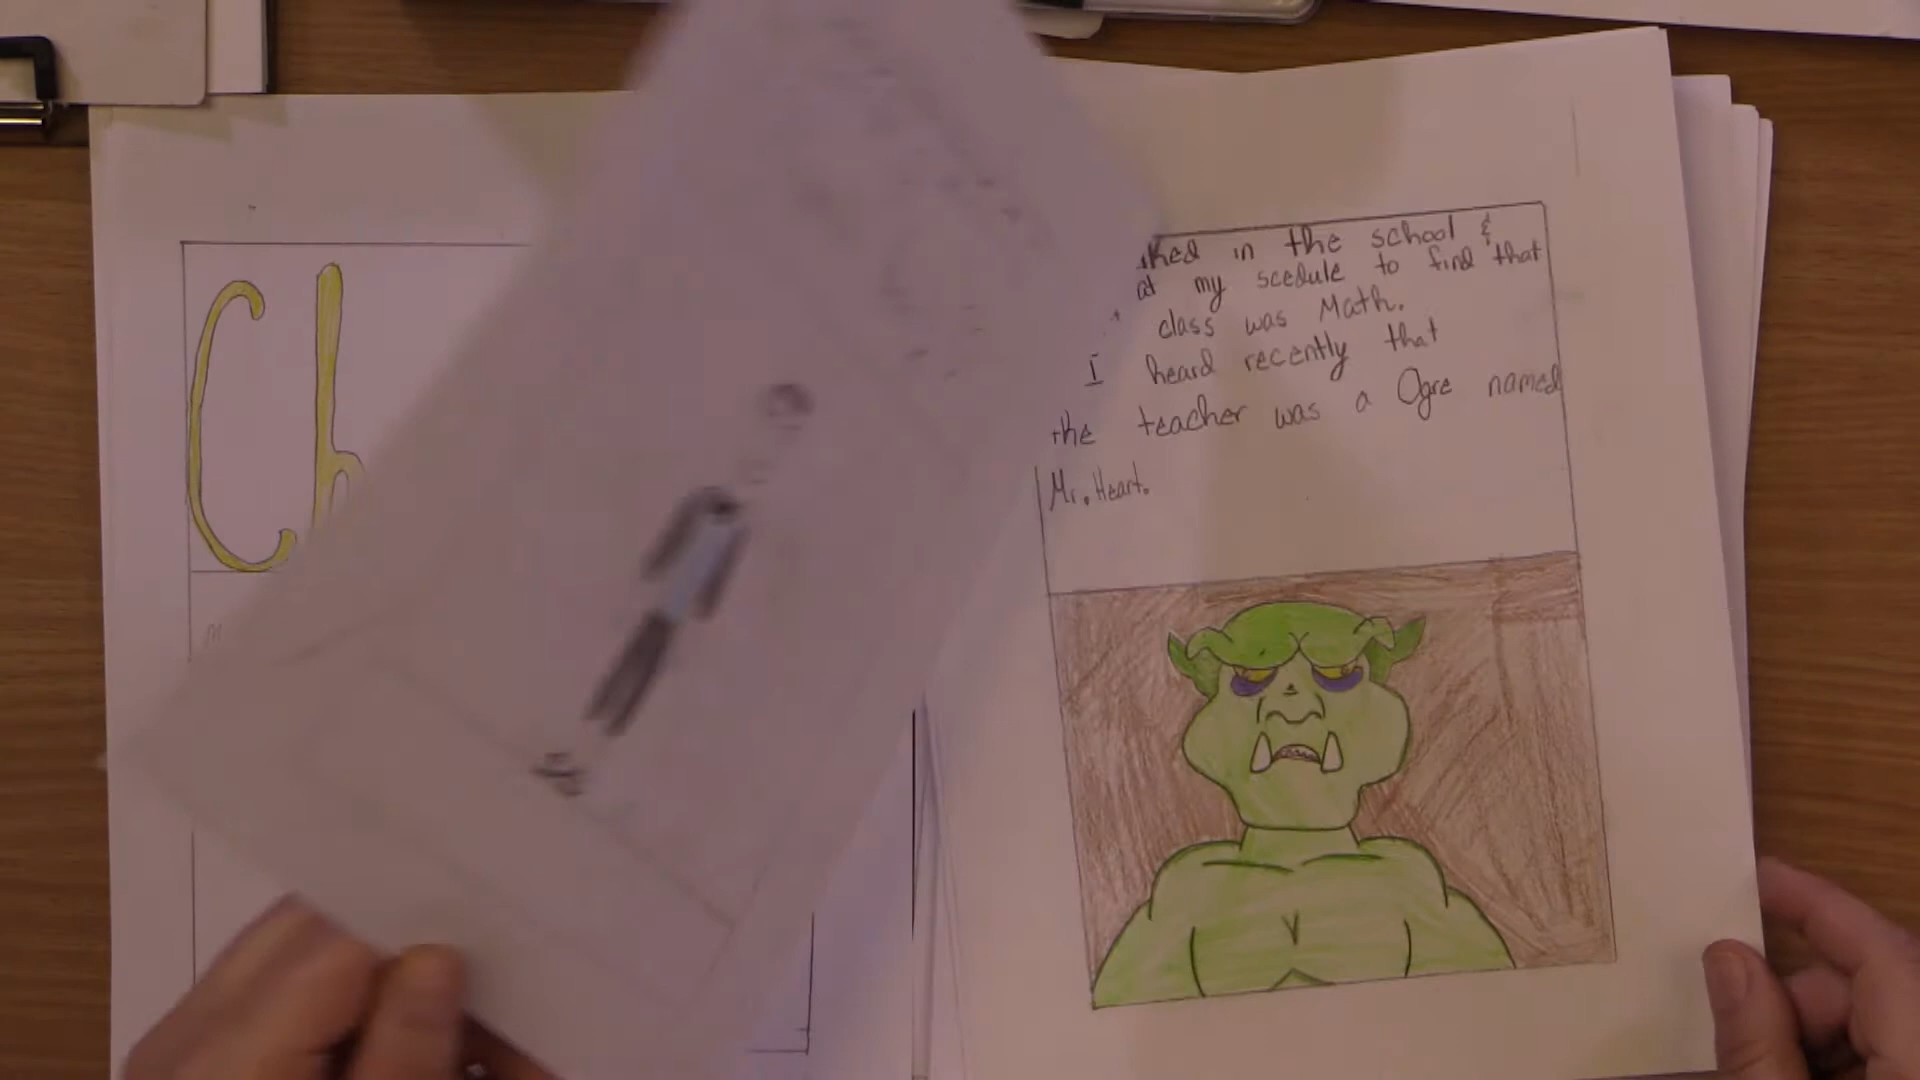 Ch
in the school &
at my scedule to find that
class was Math.
I heard recently that
the teacher was a Ogre named
Mr. Heart.